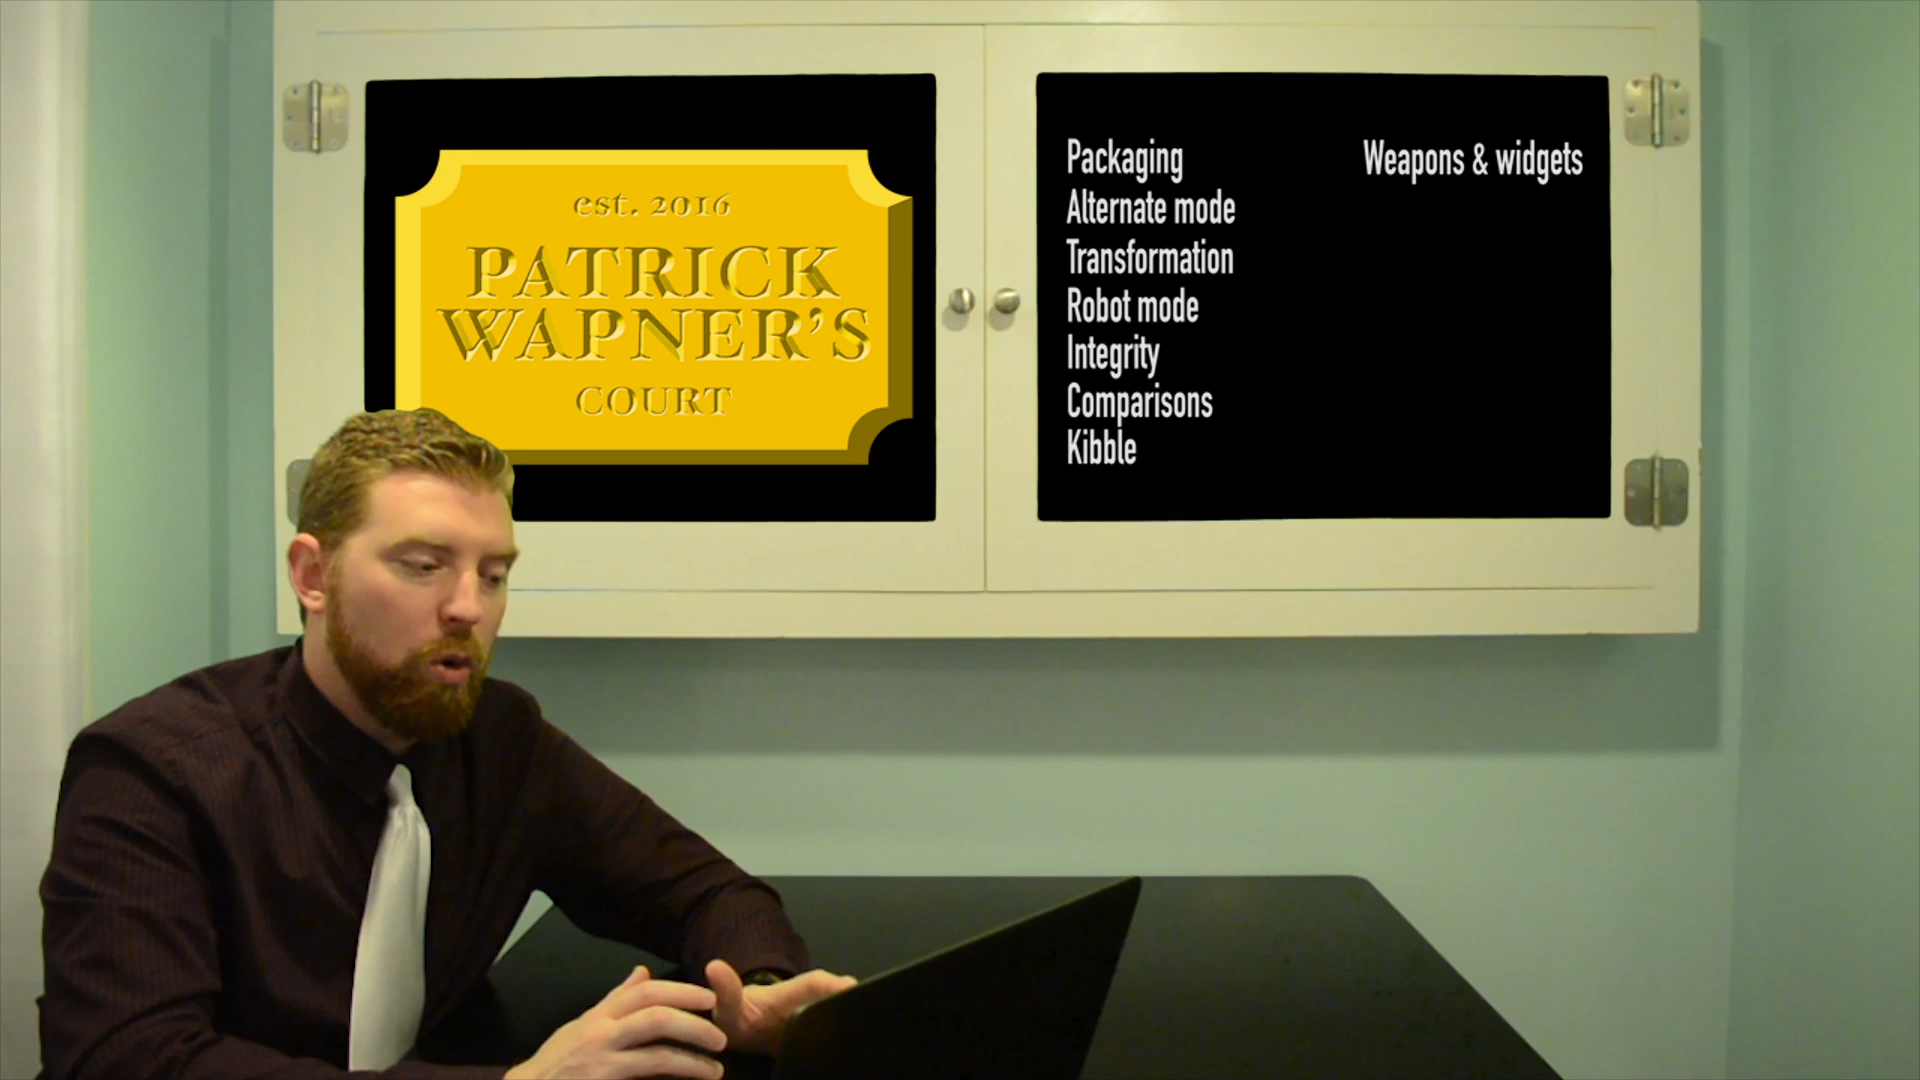 est. 2016
PATRICK
WAPNER'S
COURT
Packaging
Alternate mode
Transformation
Robot mode
Integrity
Comparisons
Kibble
Weapons & widgets